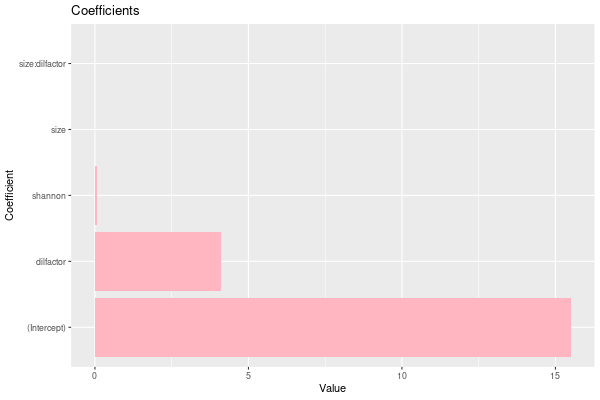 Coefficients
size:dilfactor
size
shannon
dilfactor
(Intercept)
Coefficient
0
5
10
15
Value